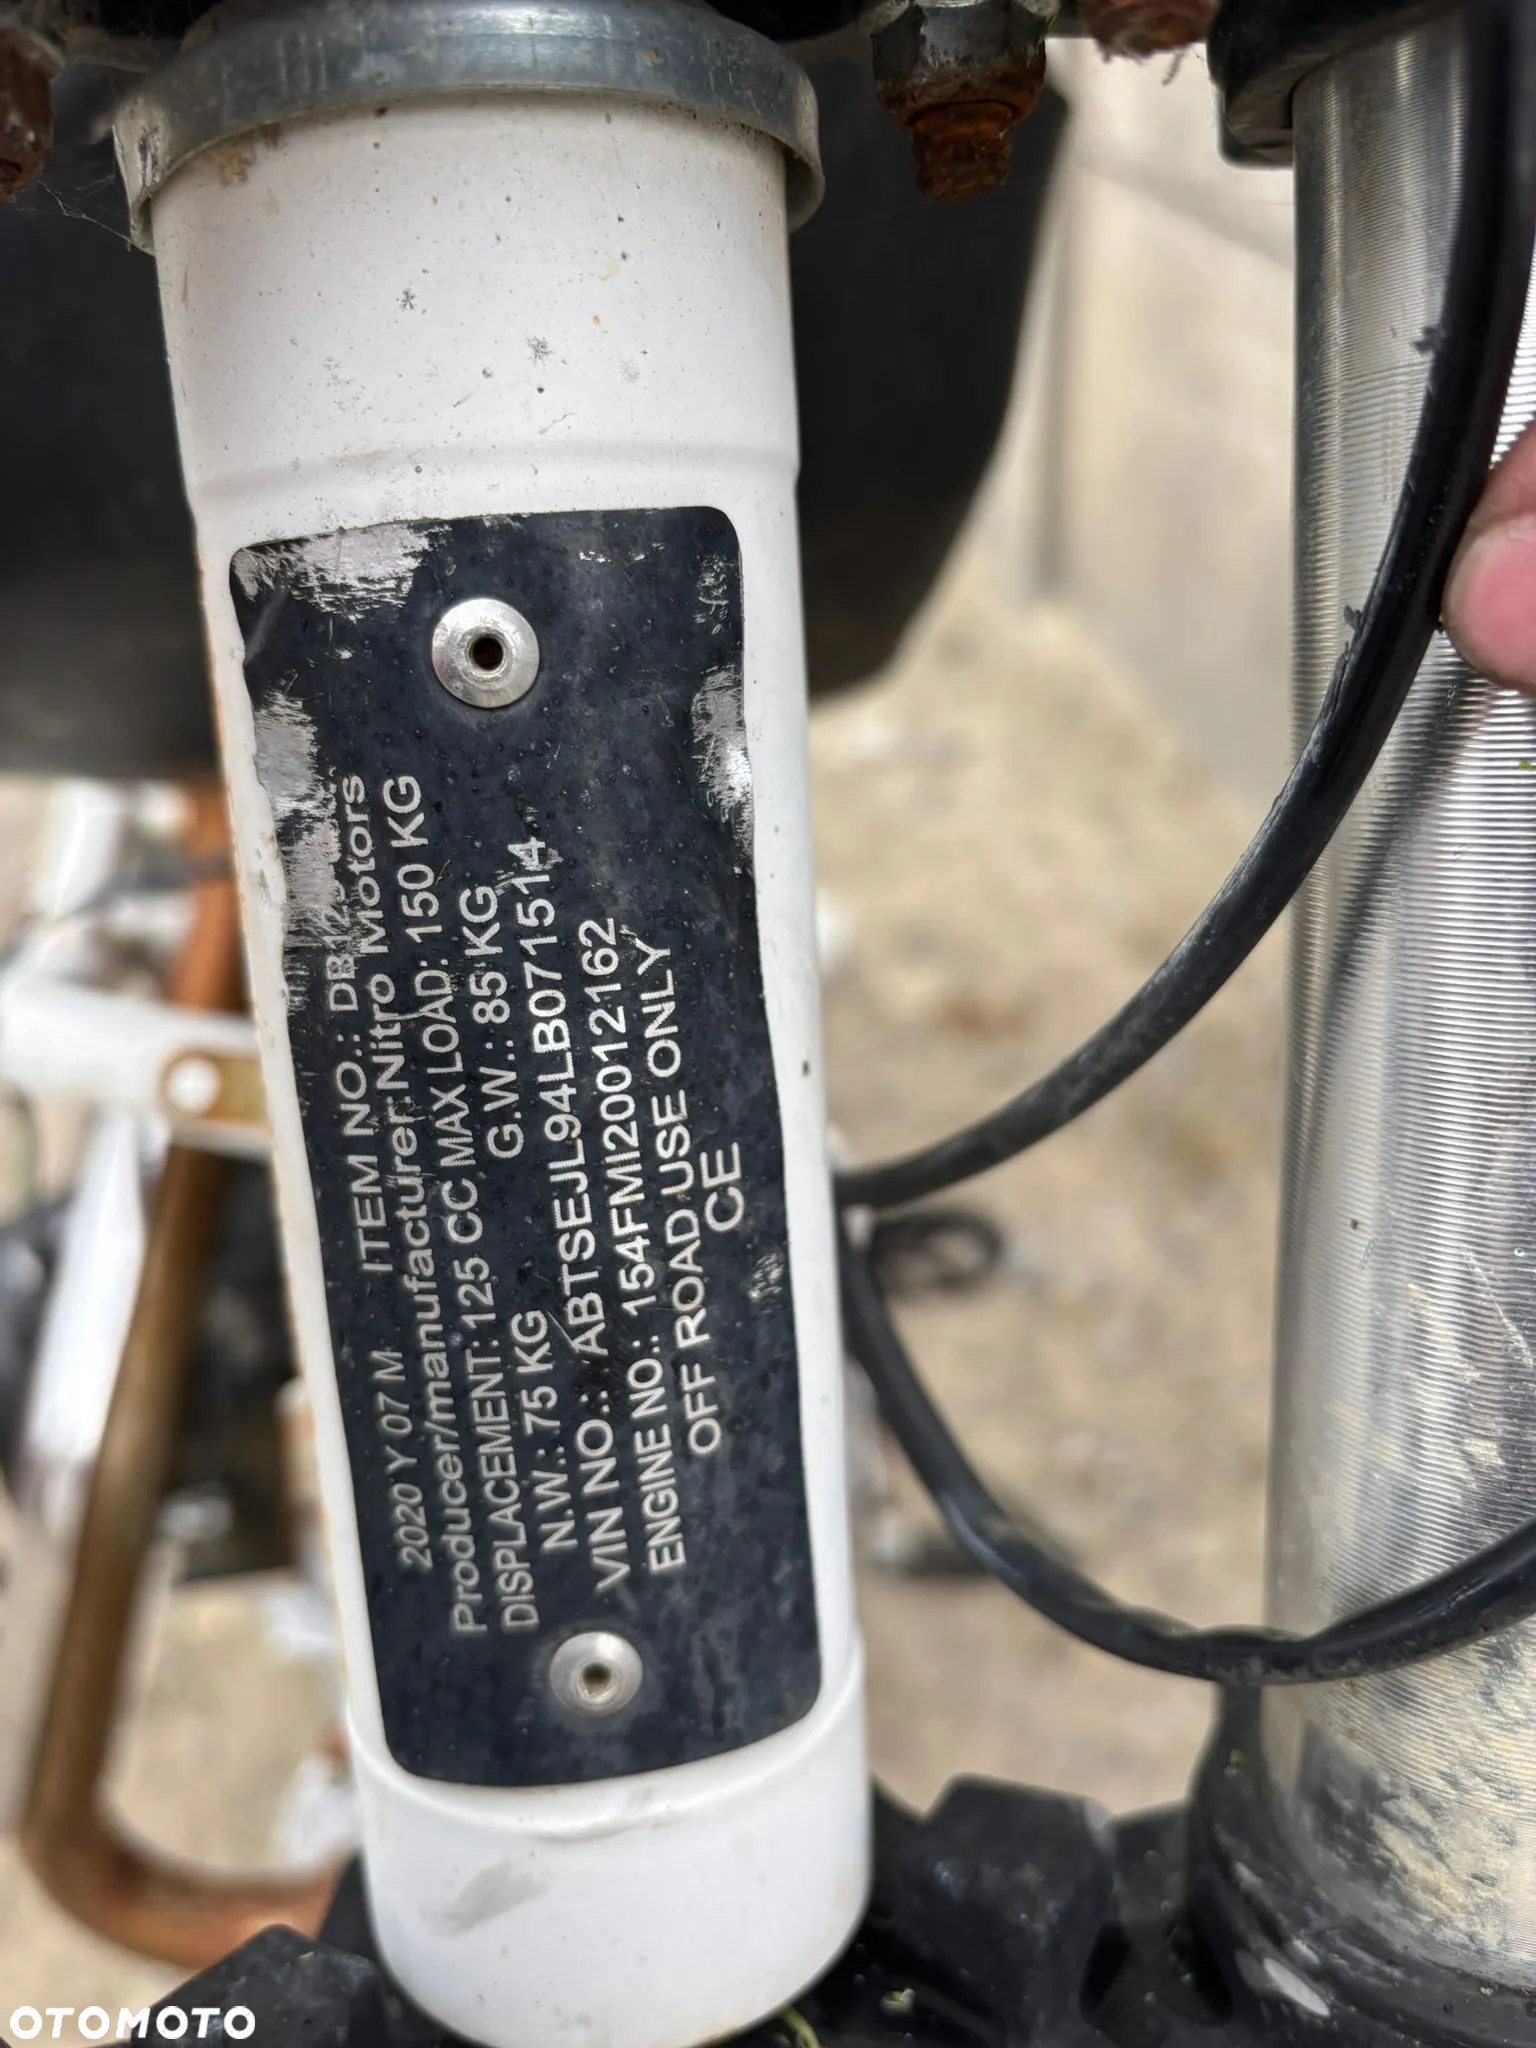 2020 Y 07 M ITEM NO.: DB125
Producer/manufacturer:Nitro Motors
DISPLACEMENT: 125 CC MAX LOAD: 150 KG
N.W.: 75 KG G.W.: 85 KG
VIN NO.: ABTSEJL94LB071514
ENGINE NO.: 154FMI20012162
OFF ROAD USE ONLY
CE
OTOMOTO